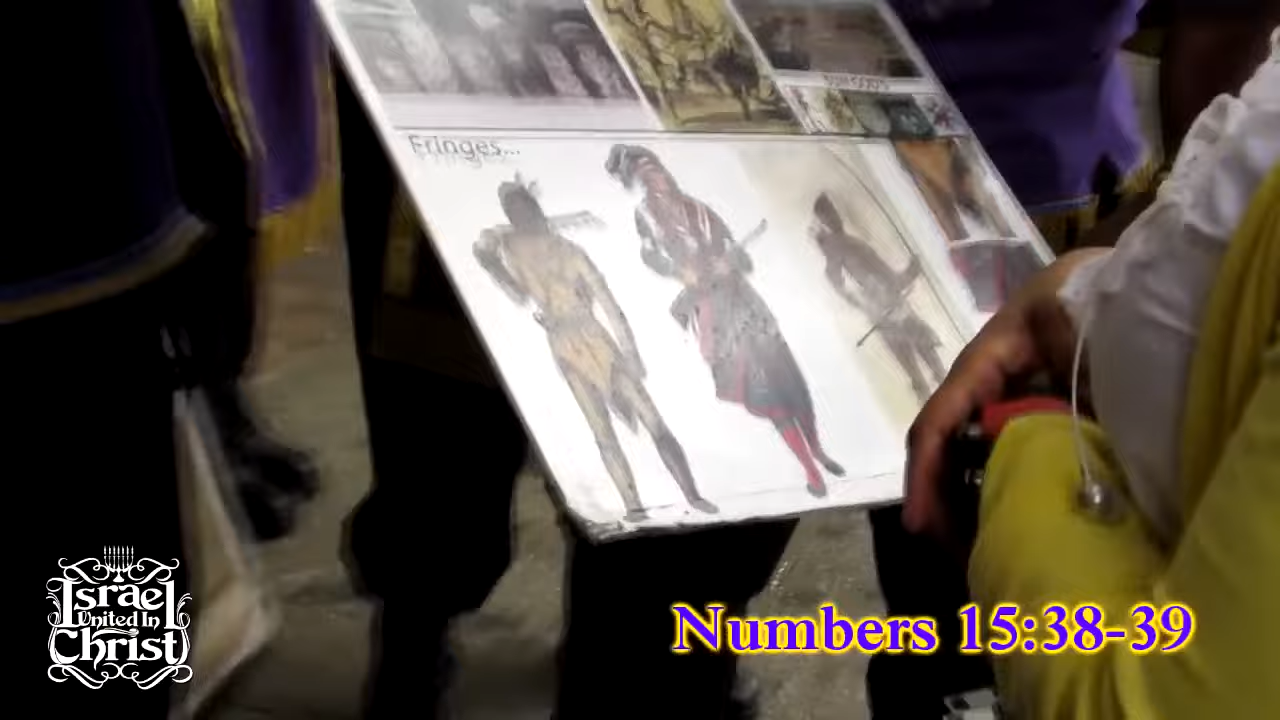 Fringes...
Israel
United In
Christ
Numbers 15:38-39